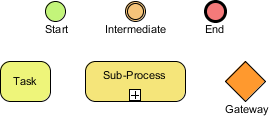 Start
Intermediate
End
Task
Sub-Process
Gateway